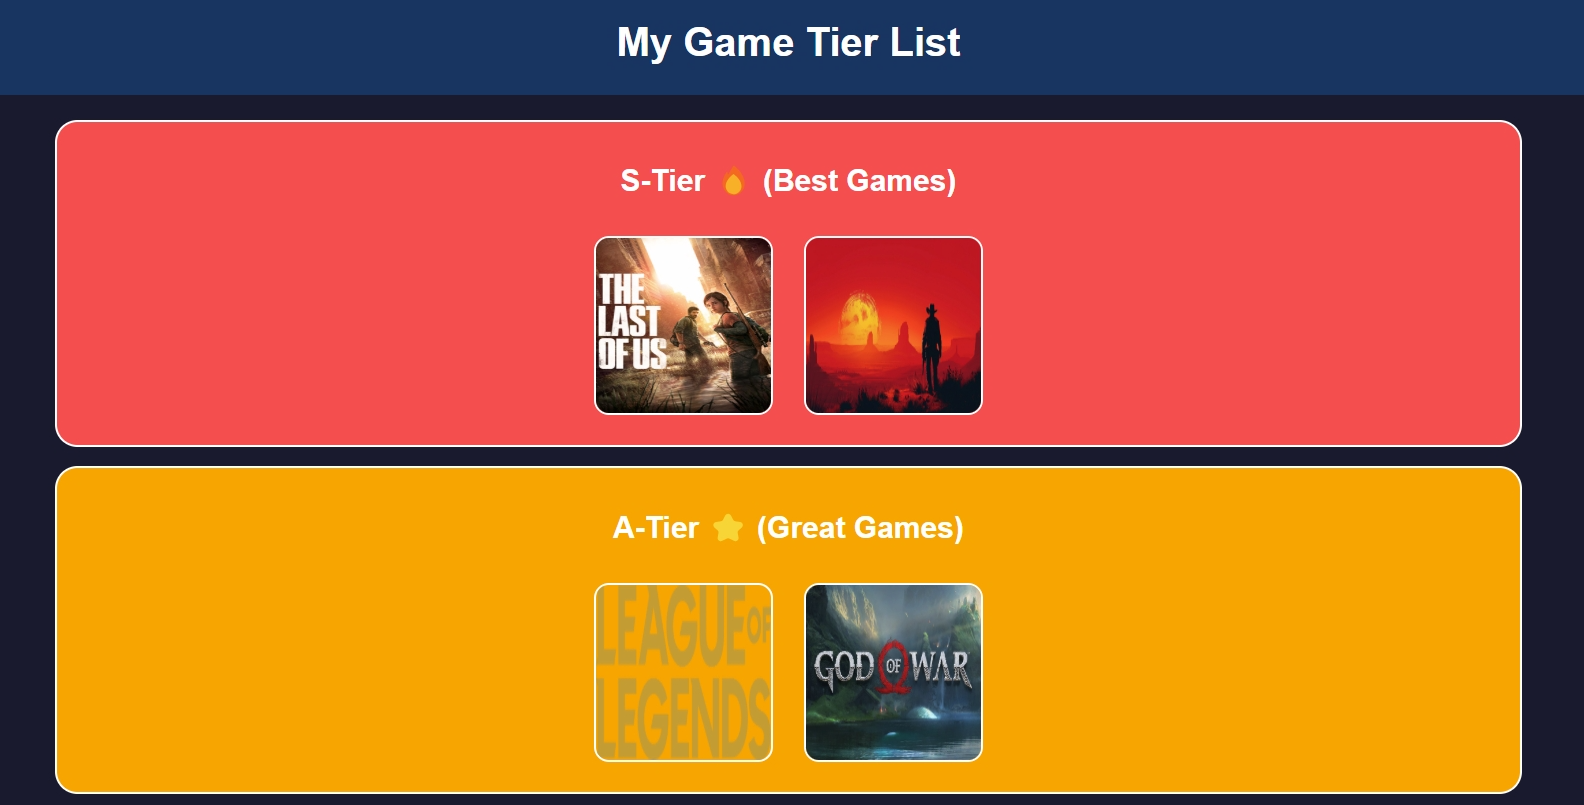 My Game Tier List
S-Tier 🔥 (Best Games)
THE
LAST
OF US
A-Tier ⭐ (Great Games)
LEAGUE OF
LEGENDS
GOD OF WAR